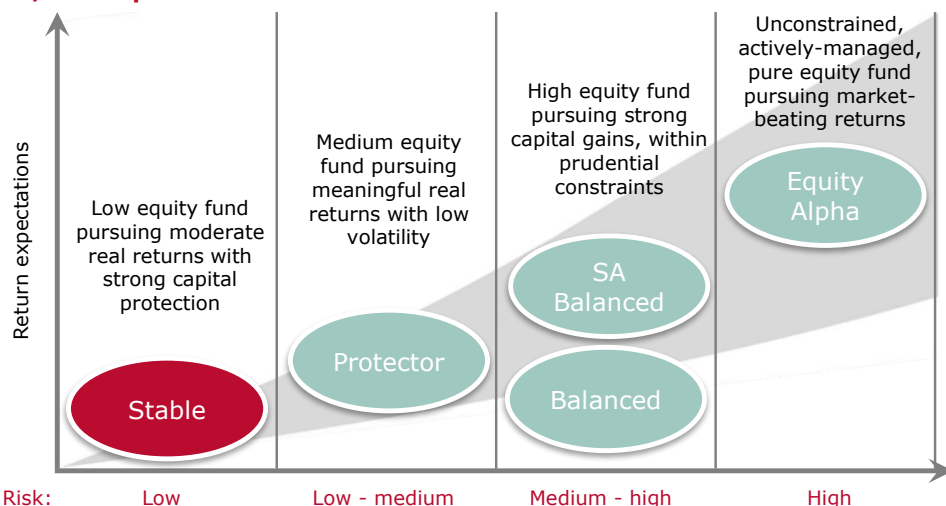 Return expectations
Low equity fund
pursuing moderate
real returns with
strong capital
protection
Stable
Medium equity
fund pursuing
meaningful real
returns with low
volatility
Protector
High equity fund
pursuing strong
capital gains, within
prudential
constraints
SA
Balanced
Balanced
Unconstrained,
actively-managed,
pure equity fund
pursuing market-
beating returns
Equity
Alpha
Risk:
Low
Low - medium
Medium - high
High